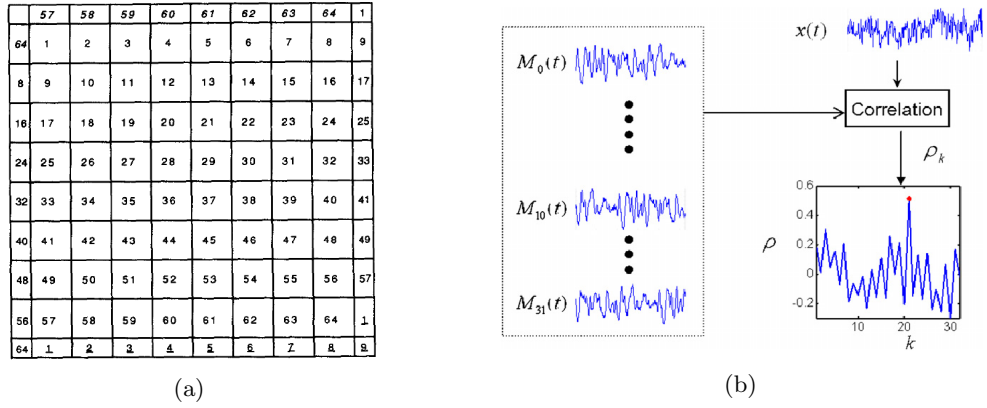 57 58 59 60 61 62 63 64 1
64 1 2 3 4 5 6 7 8 9
8 9 10 11 12 13 14 15 16 17
16 17 18 19 20 21 22 23 24 25
24 25 26 27 28 29 30 31 32 33
32 33 34 35 36 37 38 39 40 41
40 41 42 43 44 45 46 47 48 49
48 49 50 51 52 53 54 55 56 57
56 57 58 59 60 61 62 63 64 1
64 1 2 3 4 5 6 7 8 9
(a)
x(t)
M₀(t)
Correlation
ρₖ
M₁₀(t)
M₃₁(t)
0.6
0.4
0.2
0
-0.2
ρ
10 20 30
k
(b)